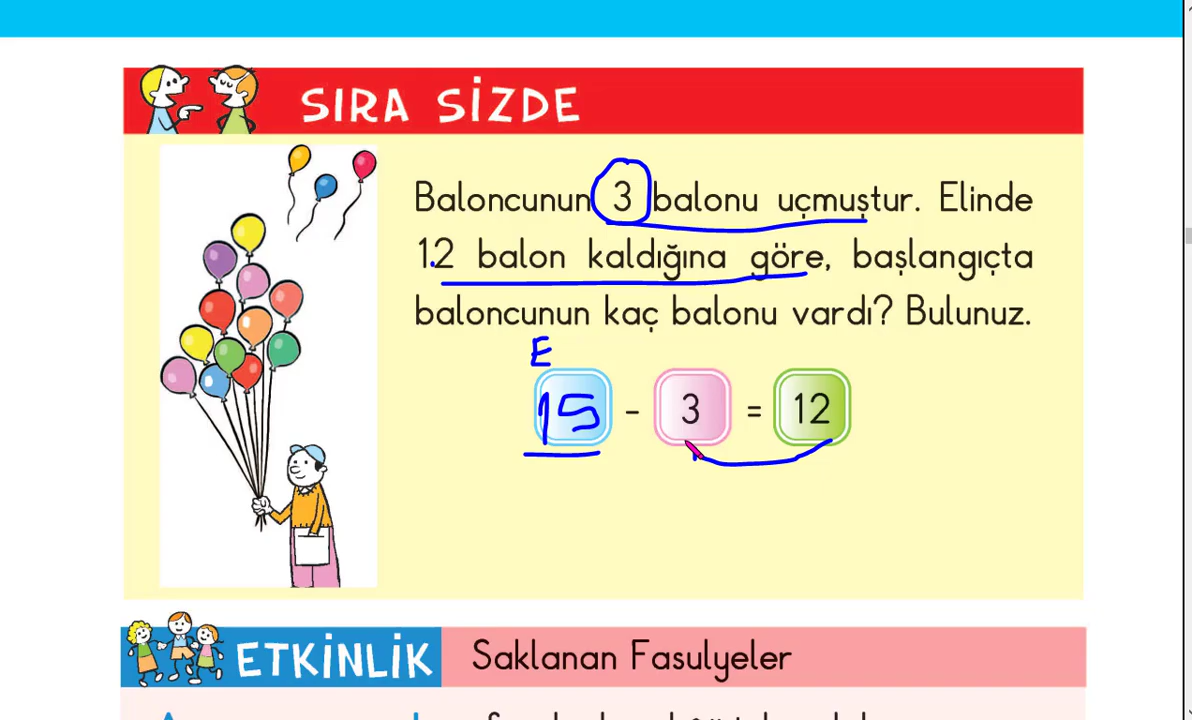 SIRA SİZDE
Baloncunun 3 balonu uçmuştur. Elinde
12 balon kaldığına göre, başlangıçta
baloncunun kaç balonu vardı? Bulunuz.
E
15 - 3 = 12
ETKİNLİK Saklanan Fasulyeler